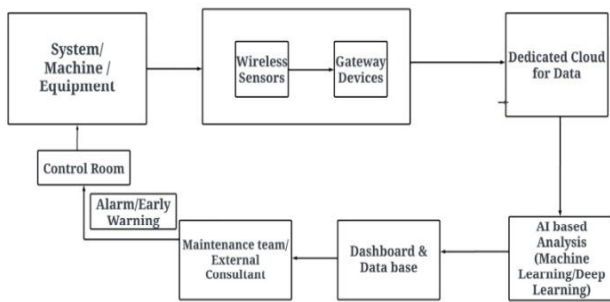 System/
Machine /
Equipment
Wireless
Sensors
Gateway
Devices
Dedicated Cloud
for Data
Control Room
Alarm/Early
Warning
Maintenance team/
External
Consultant
Dashboard &
Data base
AI based
Analysis
(Machine
Learning/Deep
Learning)